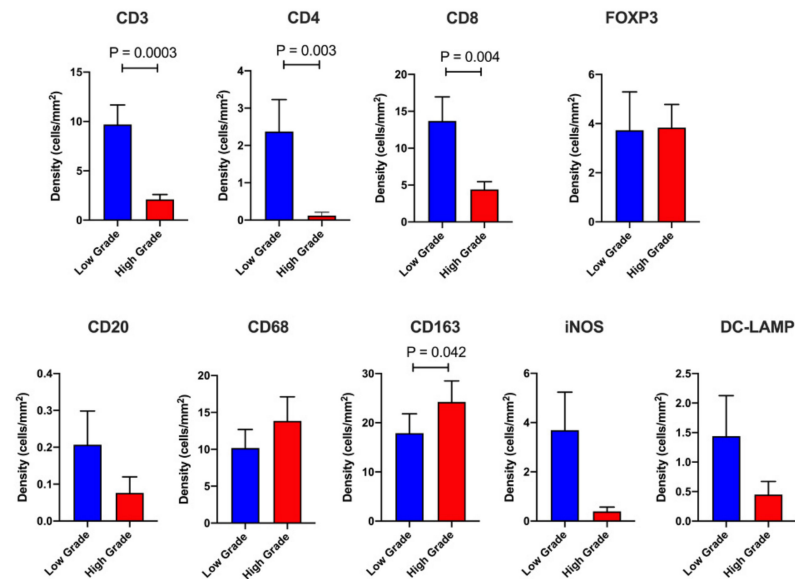 CD3
P = 0.0003
Density (cells/mm²)
15
10
5
0
Low Grade
High Grade
CD4
P = 0.003
Density (cells/mm²)
4
3
2
1
0
Low Grade
High Grade
CD8
P = 0.004
Density (cells/mm²)
20
15
10
5
0
Low Grade
High Grade
FOXP3
Density (cells/mm²)
6
4
2
0
Low Grade
High Grade
CD20
Density (cells/mm²)
0.4
0.3
0.2
0.1
0.0
Low Grade
High Grade
CD68
Density (cells/mm²)
20
15
10
5
0
Low Grade
High Grade
CD163
P = 0.042
Density (cells/mm²)
30
20
10
0
Low Grade
High Grade
iNOS
Density (cells/mm²)
6
4
2
0
Low Grade
High Grade
DC-LAMP
Density (cells/mm²)
2.5
2.0
1.5
1.0
0.5
0.0
Low Grade
High Grade